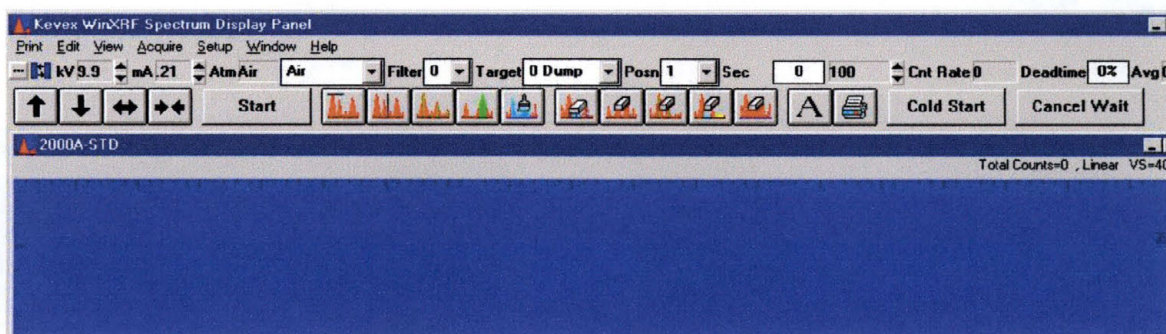 Kevex WinXRF Spectrum Display Panel
Print Edit View Acquire Setup Window Help
kV 9.9 mA .21 Atm Air Air Filter 0 Target 0 Dump Posn 1 Sec 0 100 Cnt Rate 0 Deadtime 0% Avg
Start A Cold Start Cancel Wait
2000A-STD
Total Counts=0 , Linear VS=40